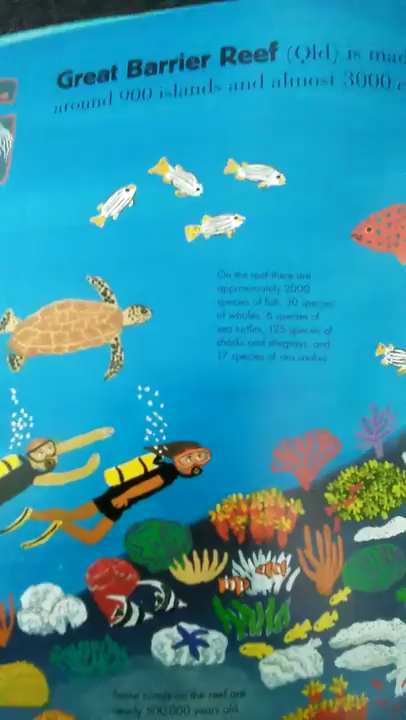 Great Barrier Reef (Qld) is
around 900 islands and almost 3000
On the reef there are
approximately 2000
species of fish, 30 species
of whales, 6 species of
sea turtles, 125 species of
sharks and stingrays, and
17 species of sea snake.
Some corals on the reef are
nearly 500,000 years old.